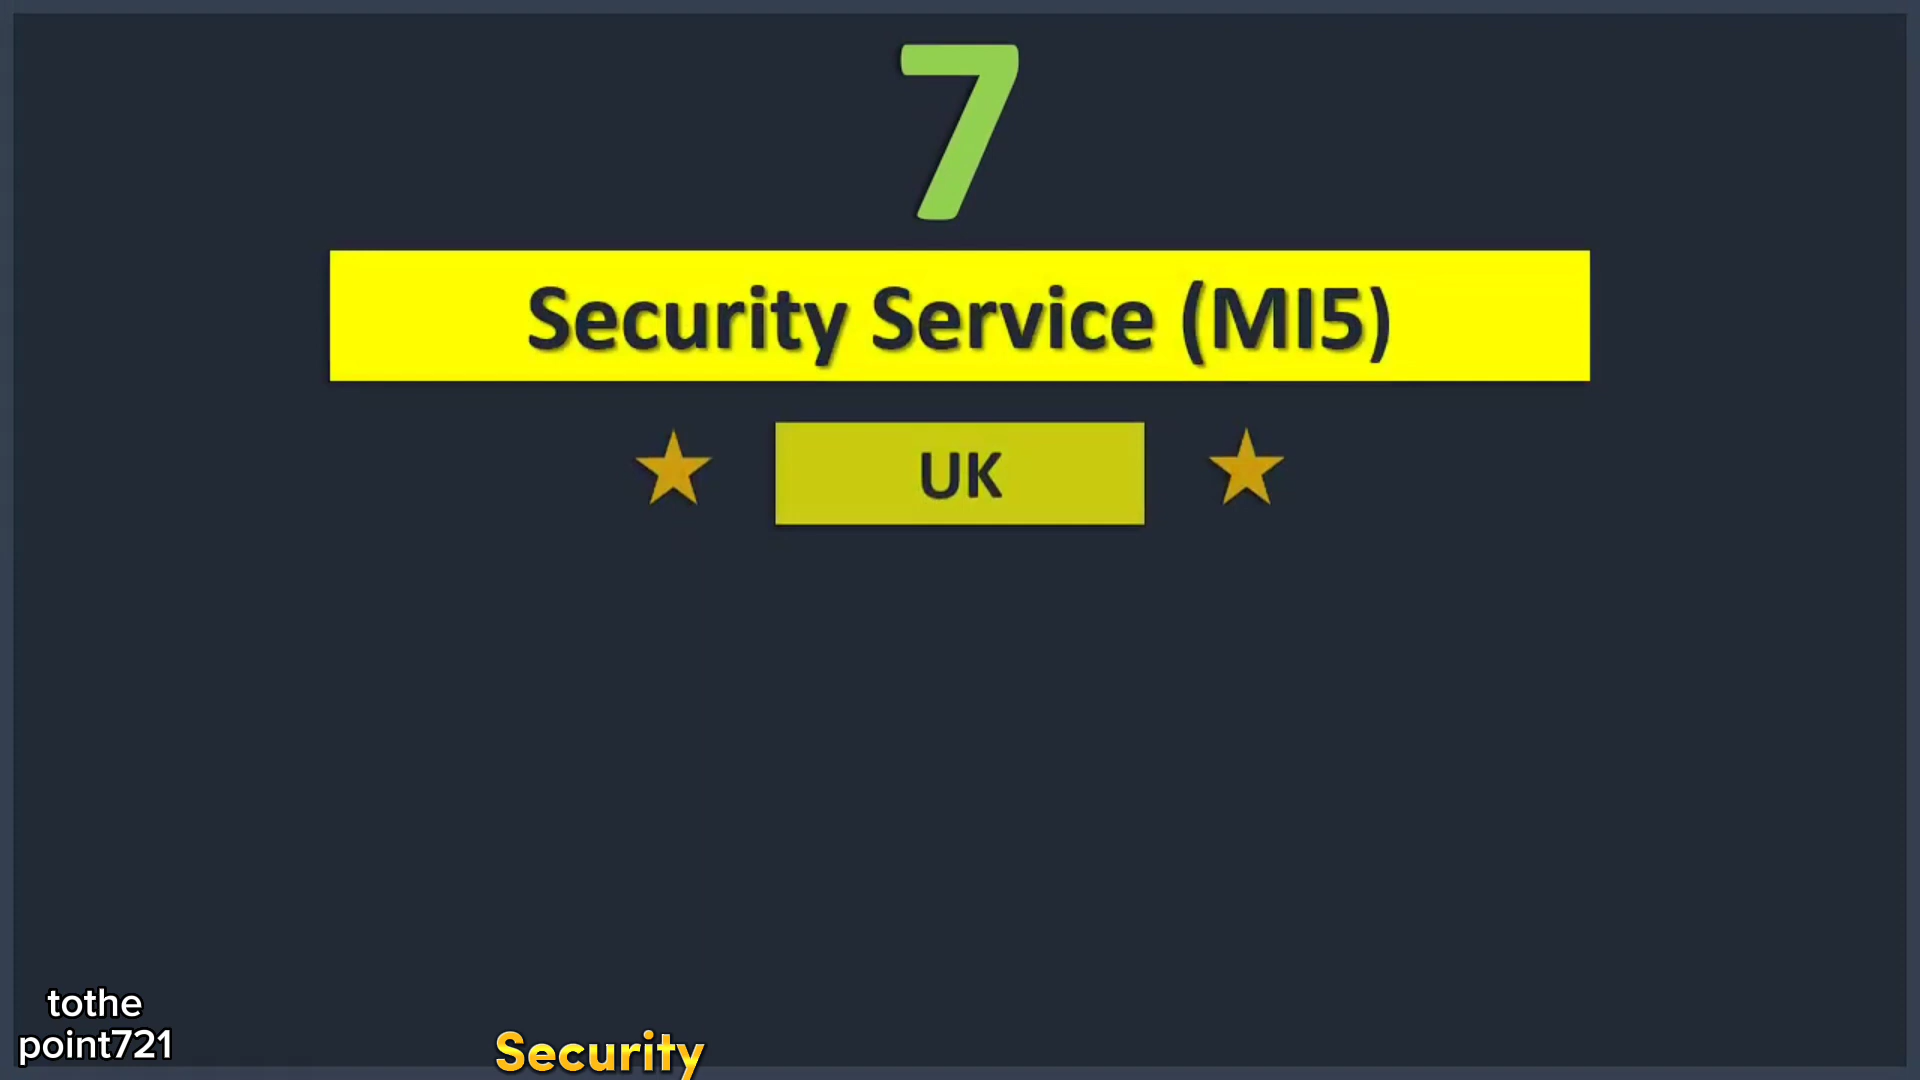 7
Security Service (MI5)
UK
tothe
point721
Security